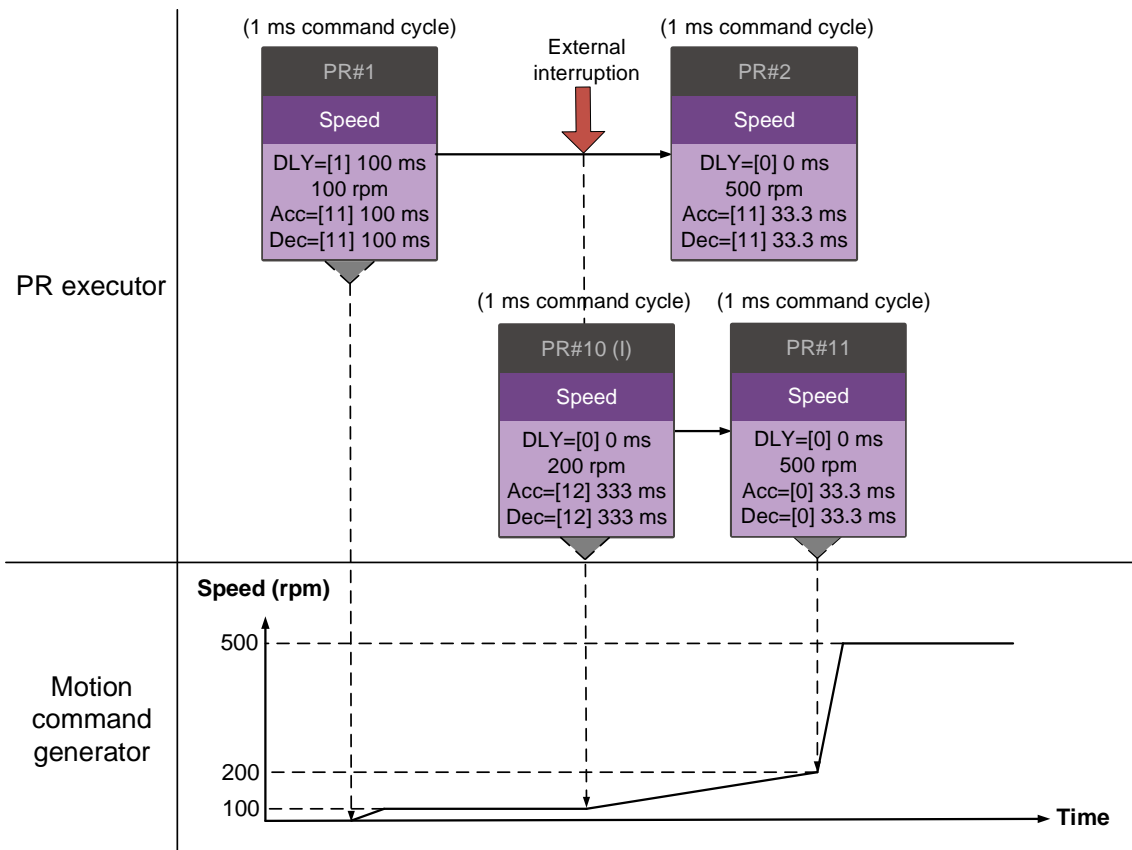 (1 ms command cycle)
PR#1
Speed
DLY=[1] 100 ms
100 rpm
Acc=[11] 100 ms
Dec=[11] 100 ms
External
interruption
(1 ms command cycle)
PR#2
Speed
DLY=[0] 0 ms
500 rpm
Acc=[11] 33.3 ms
Dec=[11] 33.3 ms
PR executor
(1 ms command cycle)
PR#10 (I)
Speed
DLY=[0] 0 ms
200 rpm
Acc=[12] 333 ms
Dec=[12] 333 ms
(1 ms command cycle)
PR#11
Speed
DLY=[0] 0 ms
500 rpm
Acc=[0] 33.3 ms
Dec=[0] 33.3 ms
Motion
command
generator
Speed (rpm)
500
200
100
Time